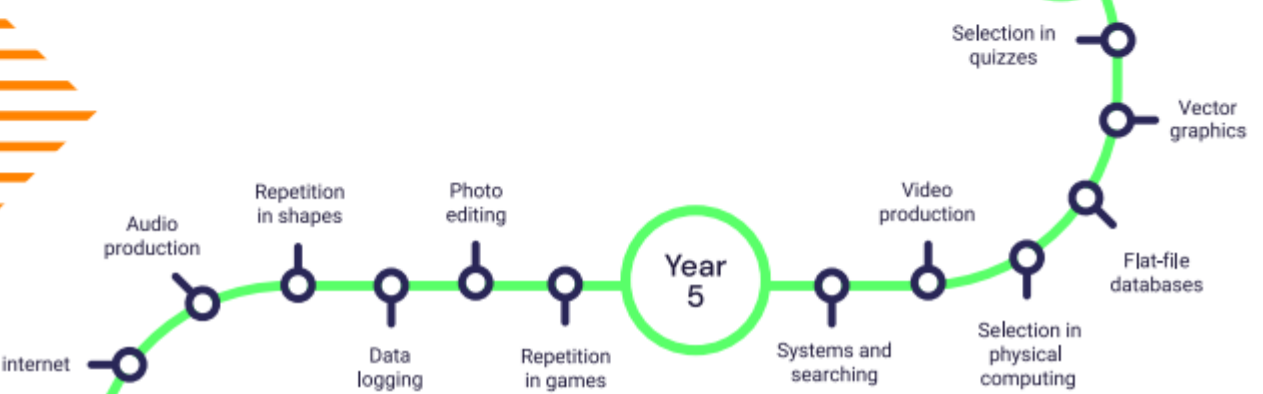 internet
Audio
production
Repetition
in shapes
Data
logging
Photo
editing
Repetition
in games
Year
5
Systems and
searching
Video
production
Selection in
physical
computing
Flat-file
databases
Vector
graphics
Selection in
quizzes